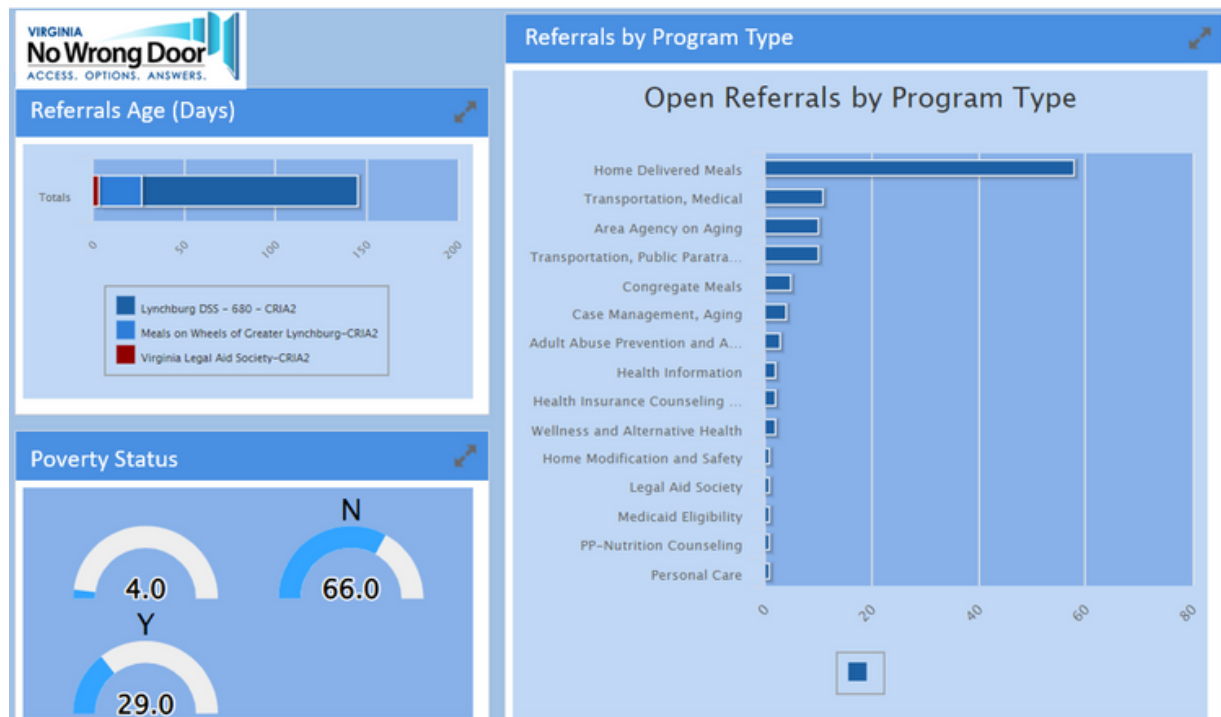 VIRGINIA
No Wrong Door
ACCESS. OPTIONS. ANSWERS.
Referrals Age (Days)
Totals
0
50
100
150
200
Lynchburg DSS - 680 - CRIA2
Meals on Wheels of Greater Lynchburg-CRIA2
Virginia Legal Aid Society-CRIA2
Poverty Status
4.0
N
66.0
Y
29.0
Referrals by Program Type
Open Referrals by Program Type
Home Delivered Meals
Transportation, Medical
Area Agency on Aging
Transportation, Public Paratra...
Congregate Meals
Case Management, Aging
Adult Abuse Prevention and A...
Health Information
Health Insurance Counseling ...
Wellness and Alternative Health
Home Modification and Safety
Legal Aid Society
Medicaid Eligibility
PP-Nutrition Counseling
Personal Care
0
20
40
60
80